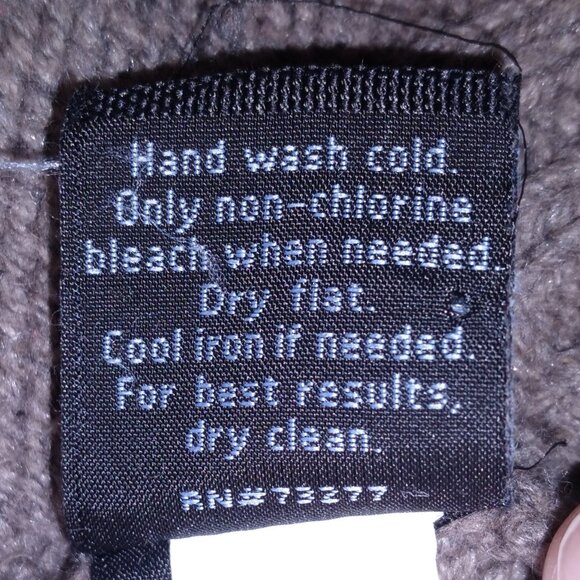 Hand wash cold.
Only non-chlorine
bleach when needed.
Dry flat.
Cool iron if needed.
For best results,
dry clean.
RN#73277